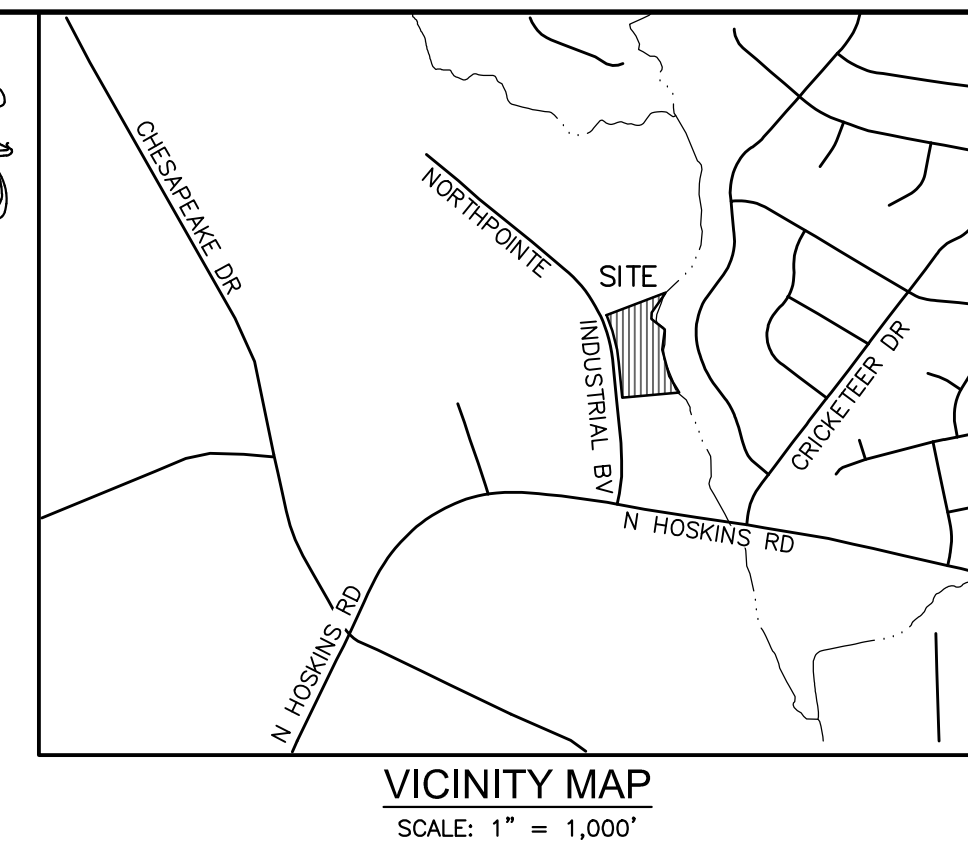 CHESAPEAKE DR
NORTHPOINTE
SITE
INDUSTRIAL BV
CRICKETEER DR
N HOSKINS RD
N HOSKINS RD
VICINITY MAP
SCALE: 1" = 1,000'